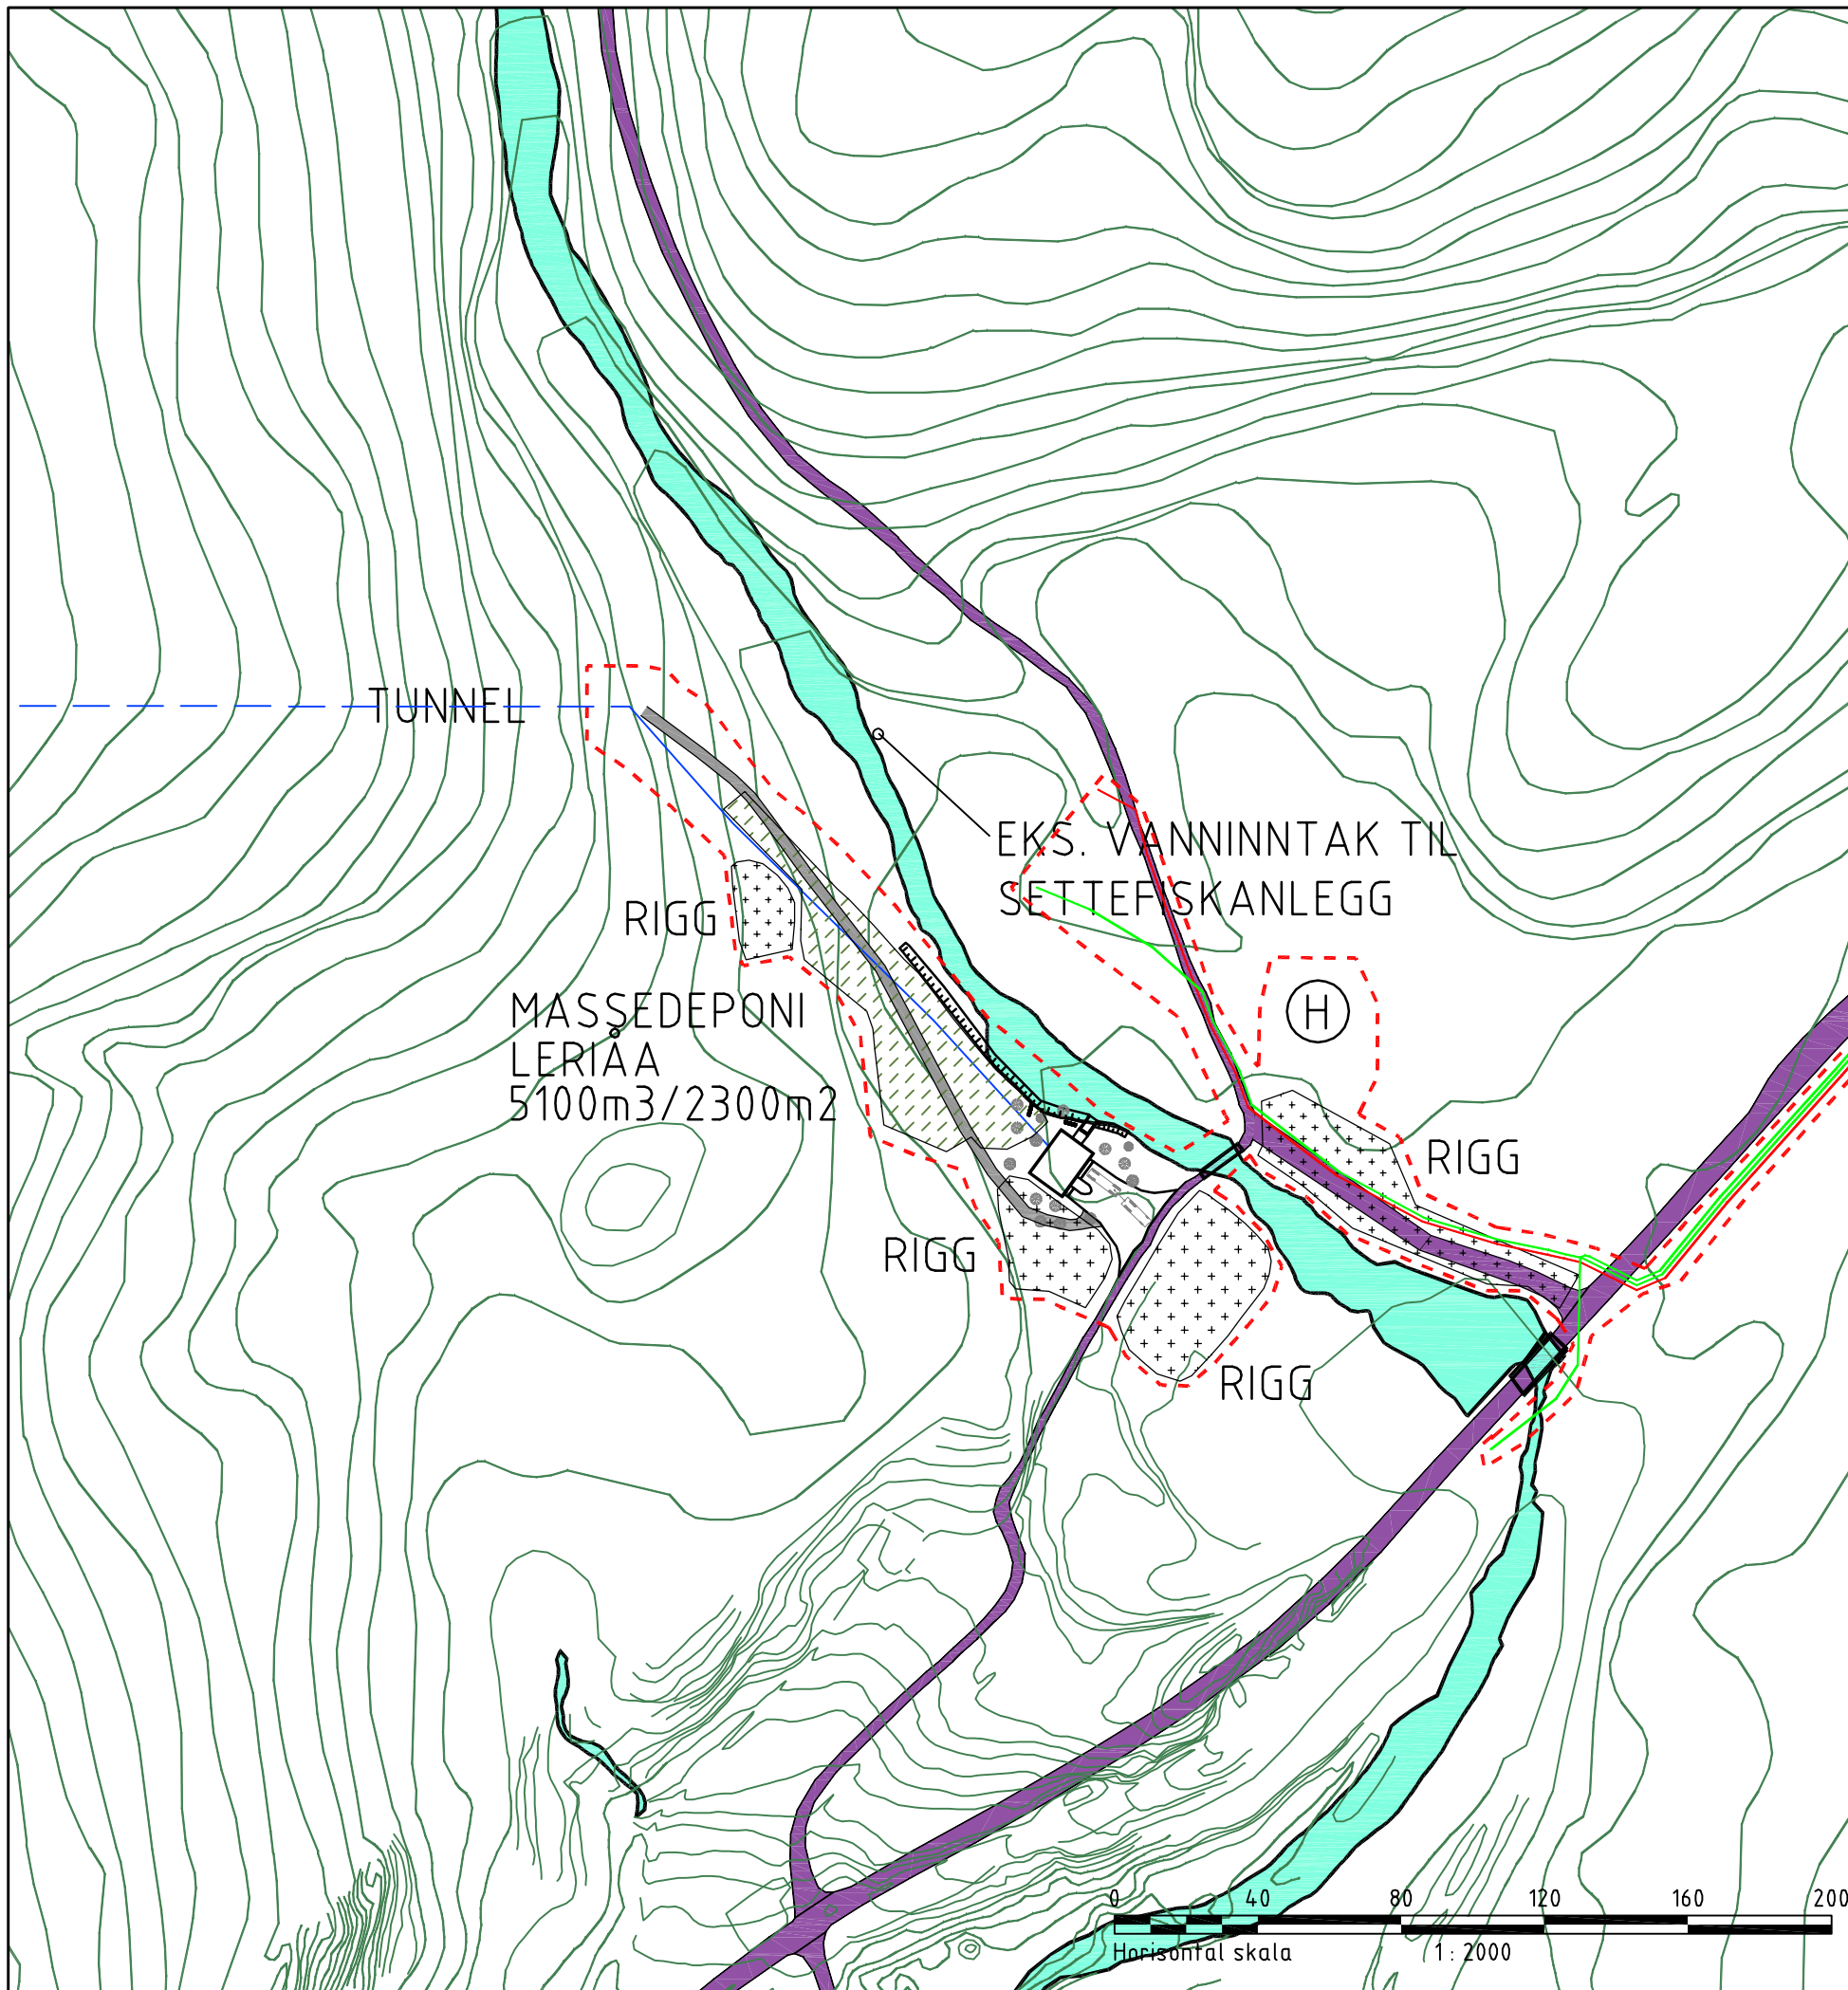 TUNNEL
EKS. VANNINNTAK TIL
SETTEFISKANLEGG
RIGG
H
MASSEDEPONI
LERIAA
5100m3/2300m2
RIGG
RIGG
RIGG
0 40 80 120 160 200
Horisontal skala 1:2000